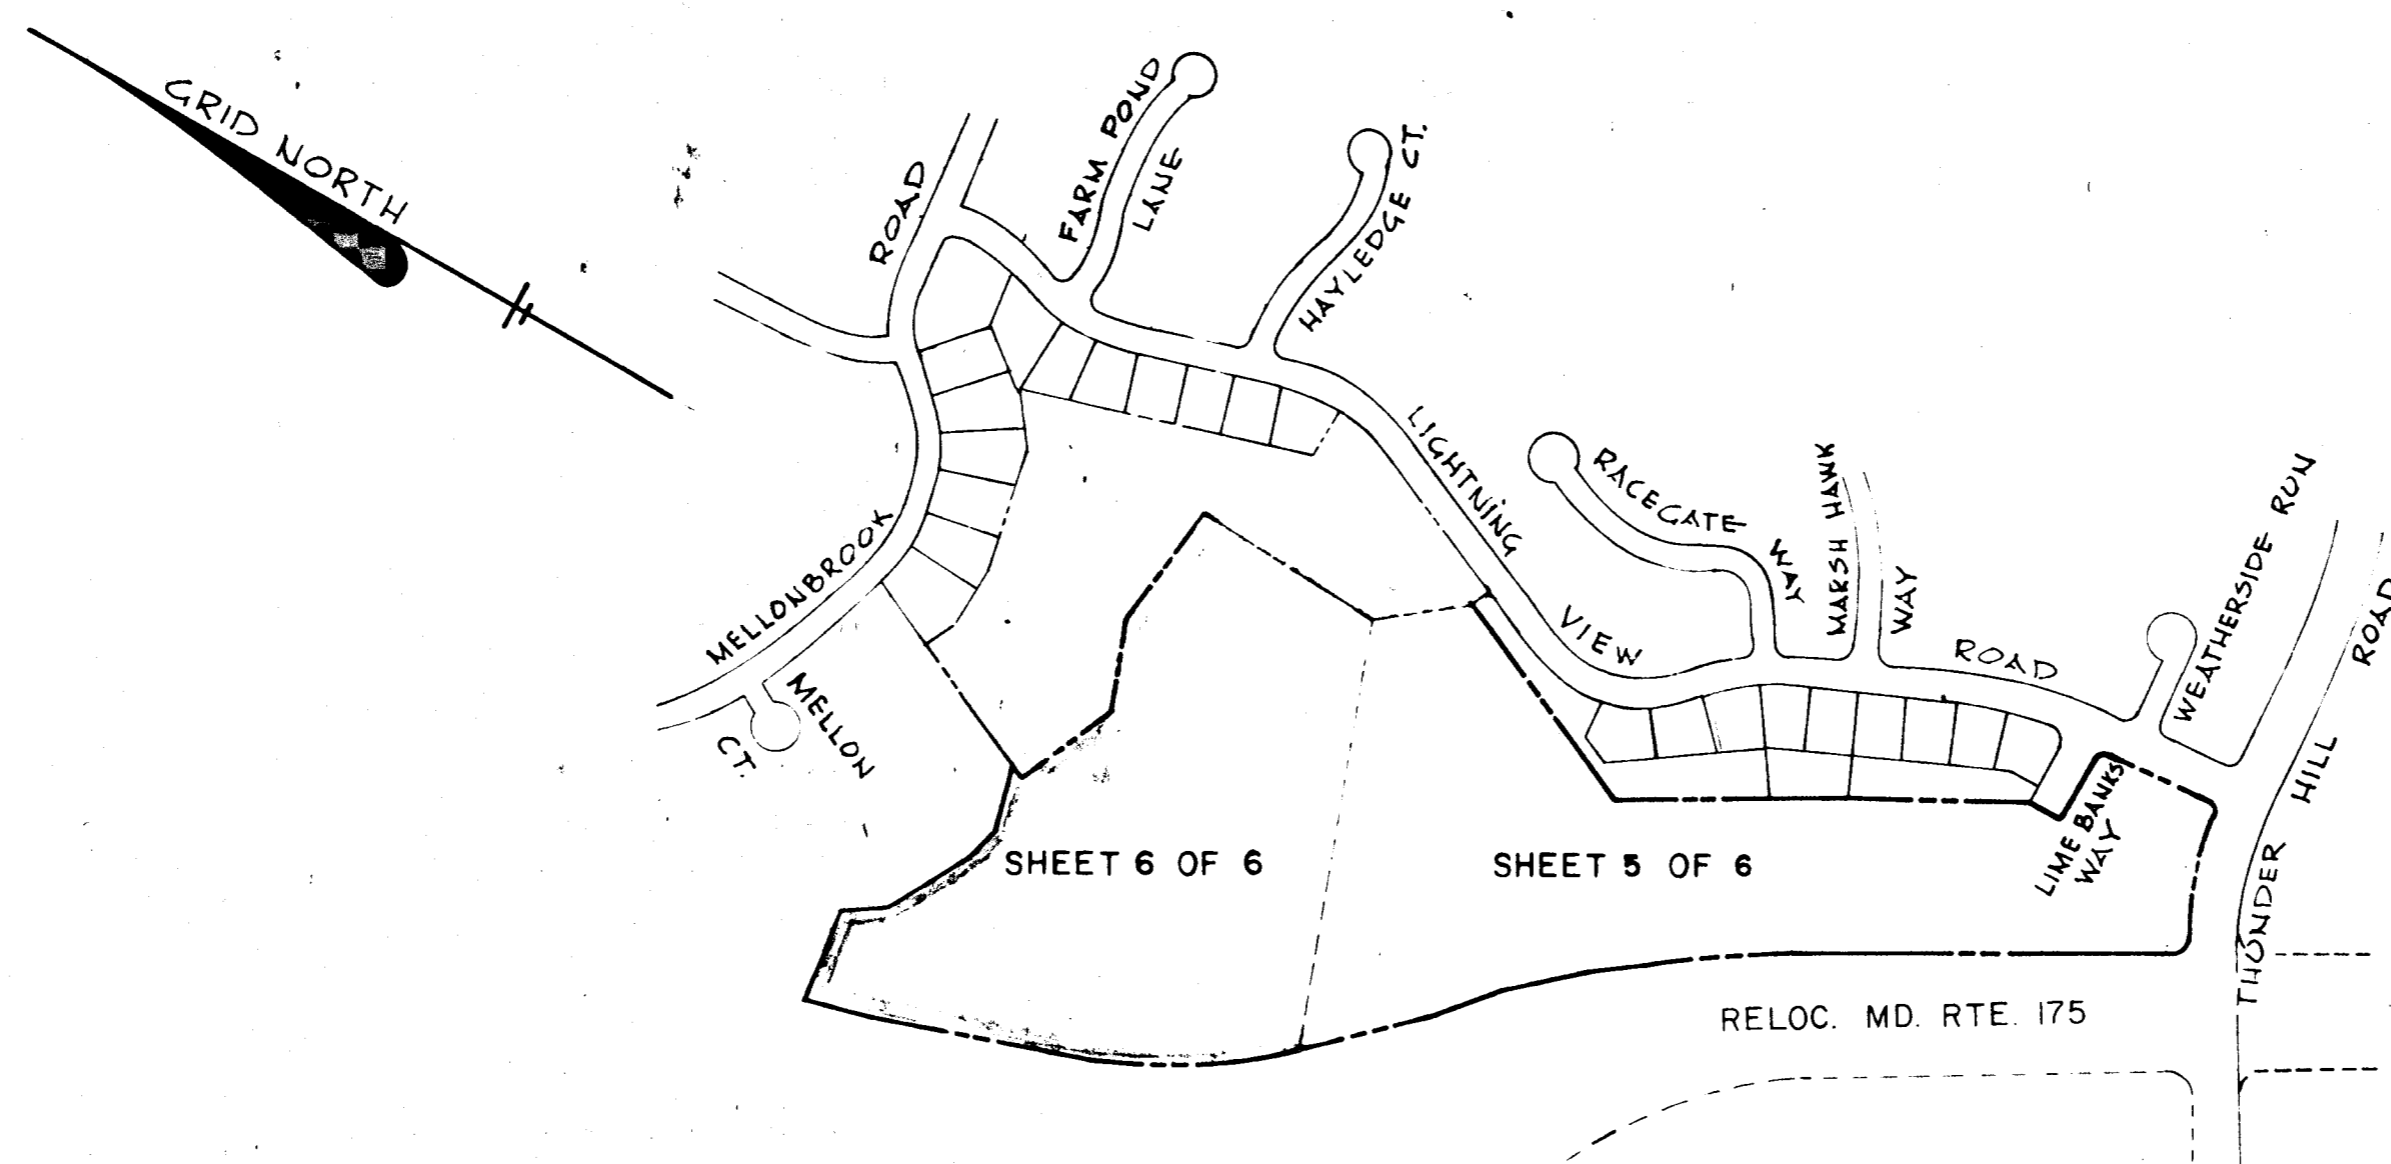 GRID NORTH
ROAD
FARM POND
LANE
HAYLEDGE CT.
LIGHTNING
VIEW
ROAD
RACEGATE
WAY
MARSH HAWK
WAY
WEATHERSIDE RUN
MELLONBROOK
MELLON
CT.
LIME BANKS
WAY
THUNDER HILL ROAD
SHEET 6 OF 6
SHEET 5 OF 6
RELOC. MD. RTE. 175